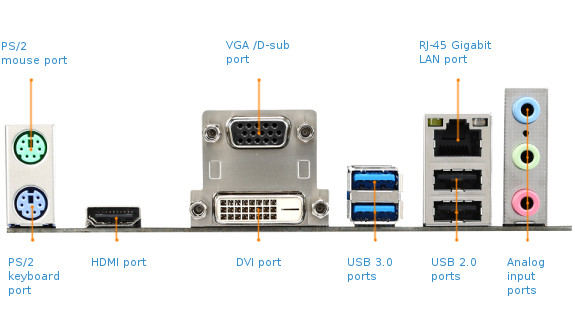 PS/2
mouse port
VGA /D-sub
port
RJ-45 Gigabit
LAN port
PS/2
keyboard
port
HDMI port
DVI port
USB 3.0
ports
USB 2.0
ports
Analog
input
ports